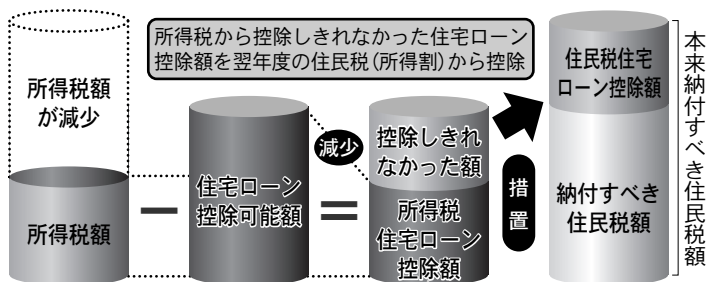 所得税から控除しきれなかった住宅ローン
控除額を翌年度の住民税（所得割）から控除
所得税額
が減少
所得税額
－
住宅ローン
控除可能額
＝
減少
控除しきれ
なかった額
所得税
住宅ローン
控除額
措置
住民税住宅
ローン控除額
納付すべき
住民税額
本来納付すべき住民税額